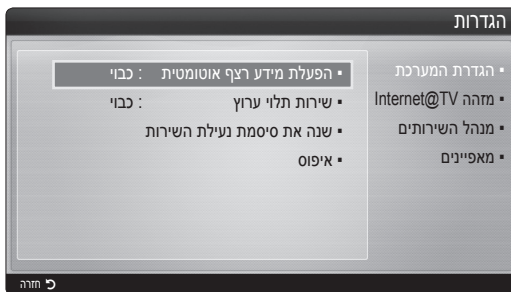 הגדרות
▪ הגדרת המערכת
▪ מזהה Internet@TV
▪ מנהל השירותים
▪ מאפיינים
▪ הפעלת מידע רצף אוטומטית : כבוי
▪ שירות תלוי ערוץ : כבוי
▪ שנה את סיסמת נעילת השירות
▪ איפוס
חזרה